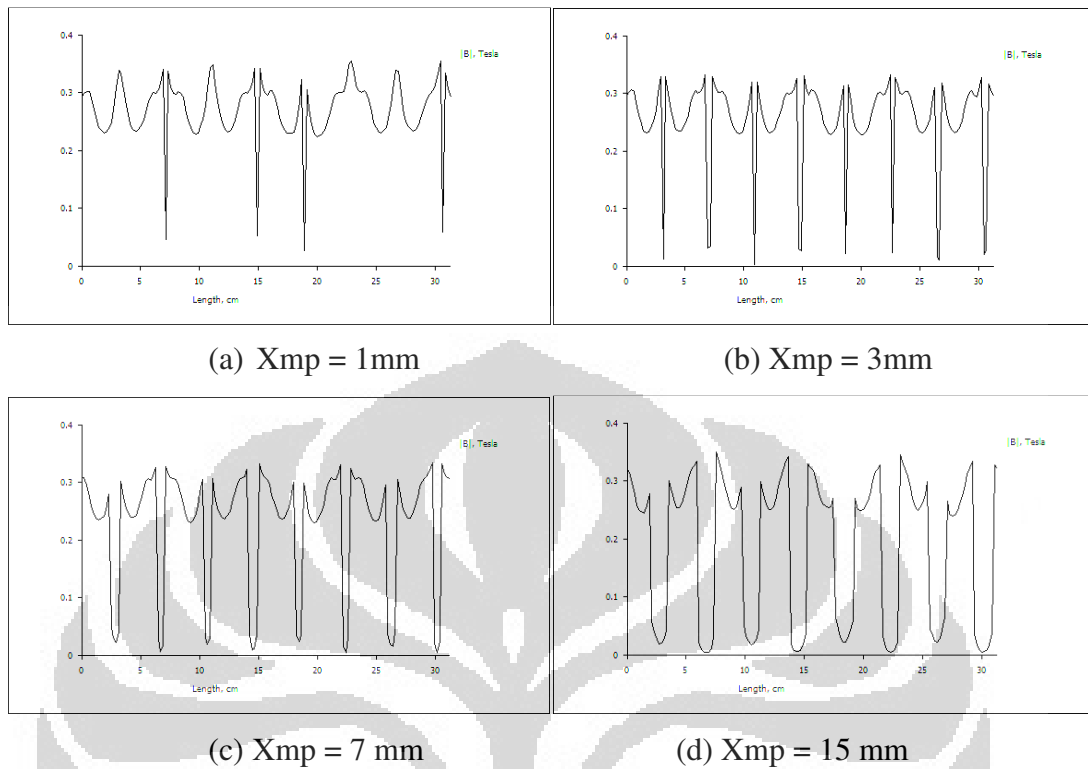 0.4
|B|, Tesla
0.3
0.2
0.1
0
0 5 10 15 20 25 30
Length, cm
(a) Xmp = 1mm
0.4
|B|, Tesla
0.3
0.2
0.1
0
0 5 10 15 20 25 30
Length, cm
(b) Xmp = 3mm
0.4
|B|, Tesla
0.3
0.2
0.1
0
0 5 10 15 20 25 30
Length, cm
(c) Xmp = 7 mm
0.4
|B|, Tesla
0.3
0.2
0.1
0
0 5 10 15 20 25 30
Length, cm
(d) Xmp = 15 mm